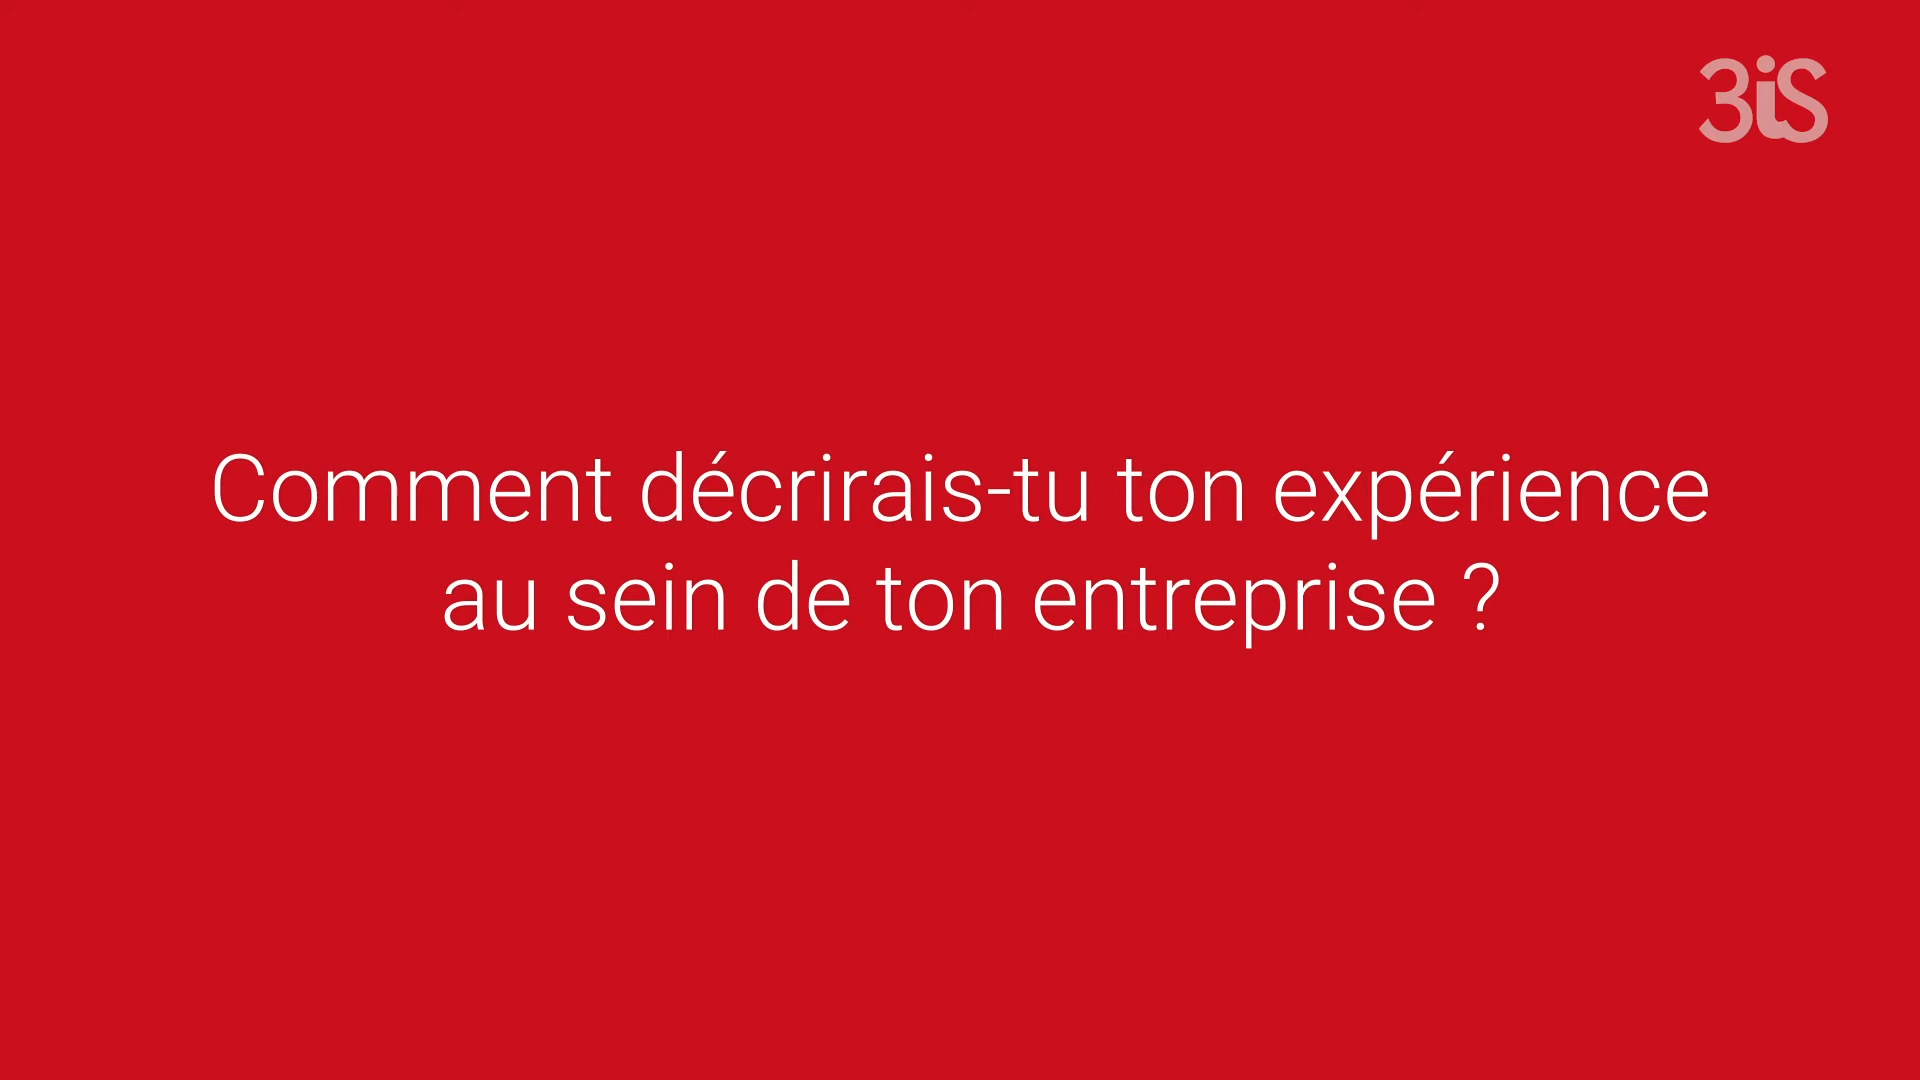 3iS
Comment décrirais-tu ton expérience
au sein de ton entreprise ?